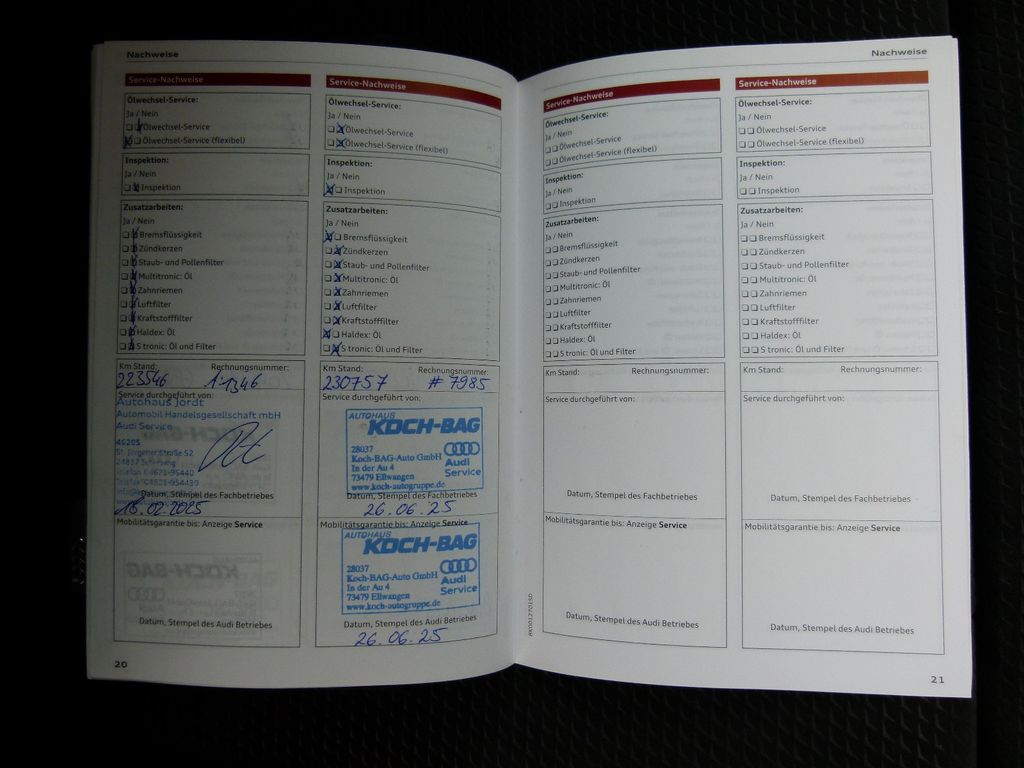 Nachweise
Service-Nachweise
Ölwechsel-Service:
Ja / Nein
Ölwechsel-Service
Ölwechsel-Service (flexibel)
Inspektion:
Ja / Nein
Inspektion
Zusatzarbeiten:
Ja / Nein
Bremsflüssigkeit
Zündkerzen
Staub- und Pollenfilter
Multitronic: Öl
Zahnriemen
Luftfilter
Kraftstofffilter
Haldex: Öl
S tronic: Öl und Filter
Km Stand: Rechnungsnummer:
223546
Service durchgeführt von:
Autohaus Jordt
Automobil Handelsgesellschaft mbH
Audi Service
St. Jürgener Straße 52
Datum, Stempel des Fachbetriebes
18.02.2025
Mobilitätsgarantie bis: Anzeige Service
Datum, Stempel des Audi Betriebes
20
Service-Nachweise
Ölwechsel-Service:
Ja / Nein
Ölwechsel-Service
Ölwechsel-Service (flexibel)
Inspektion:
Ja / Nein
Inspektion
Zusatzarbeiten:
Ja / Nein
Bremsflüssigkeit
Zündkerzen
Staub- und Pollenfilter
Multitronic: Öl
Zahnriemen
Luftfilter
Kraftstofffilter
Haldex: Öl
S tronic: Öl und Filter
Km Stand: Rechnungsnummer:
230757 # 7985
Service durchgeführt von:
AUTOHAUS
KOCH-BAG
28037
Koch-BAG-Auto GmbH
In der Au 4
73479 Ellwangen
www.koch-autogruppe.de
Audi
Service
Datum, Stempel des Fachbetriebes
26.06.25
Mobilitätsgarantie bis: Anzeige Service
AUTOHAUS
KOCH-BAG
28037
Koch-BAG-Auto GmbH
In der Au 4
73479 Ellwangen
www.koch-autogruppe.de
Audi
Service
Datum, Stempel des Audi Betriebes
26.06.25
Nachweise
Service-Nachweise
Ölwechsel-Service:
Ja / Nein
Ölwechsel-Service
Ölwechsel-Service (flexibel)
Inspektion:
Ja / Nein
Inspektion
Zusatzarbeiten:
Ja / Nein
Bremsflüssigkeit
Zündkerzen
Staub- und Pollenfilter
Multitronic: Öl
Zahnriemen
Luftfilter
Kraftstofffilter
Haldex: Öl
S tronic: Öl und Filter
Km Stand: Rechnungsnummer:
Service durchgeführt von:
Datum, Stempel des Fachbetriebes
Mobilitätsgarantie bis: Anzeige Service
Datum, Stempel des Audi Betriebes
Service-Nachweise
Ölwechsel-Service:
Ja / Nein
Ölwechsel-Service
Ölwechsel-Service (flexibel)
Inspektion:
Ja / Nein
Inspektion
Zusatzarbeiten:
Ja / Nein
Bremsflüssigkeit
Zündkerzen
Staub- und Pollenfilter
Multitronic: Öl
Zahnriemen
Luftfilter
Kraftstofffilter
Haldex: Öl
S tronic: Öl und Filter
Km Stand: Rechnungsnummer:
Service durchgeführt von:
Datum, Stempel des Fachbetriebes
Mobilitätsgarantie bis: Anzeige Service
Datum, Stempel des Audi Betriebes
21